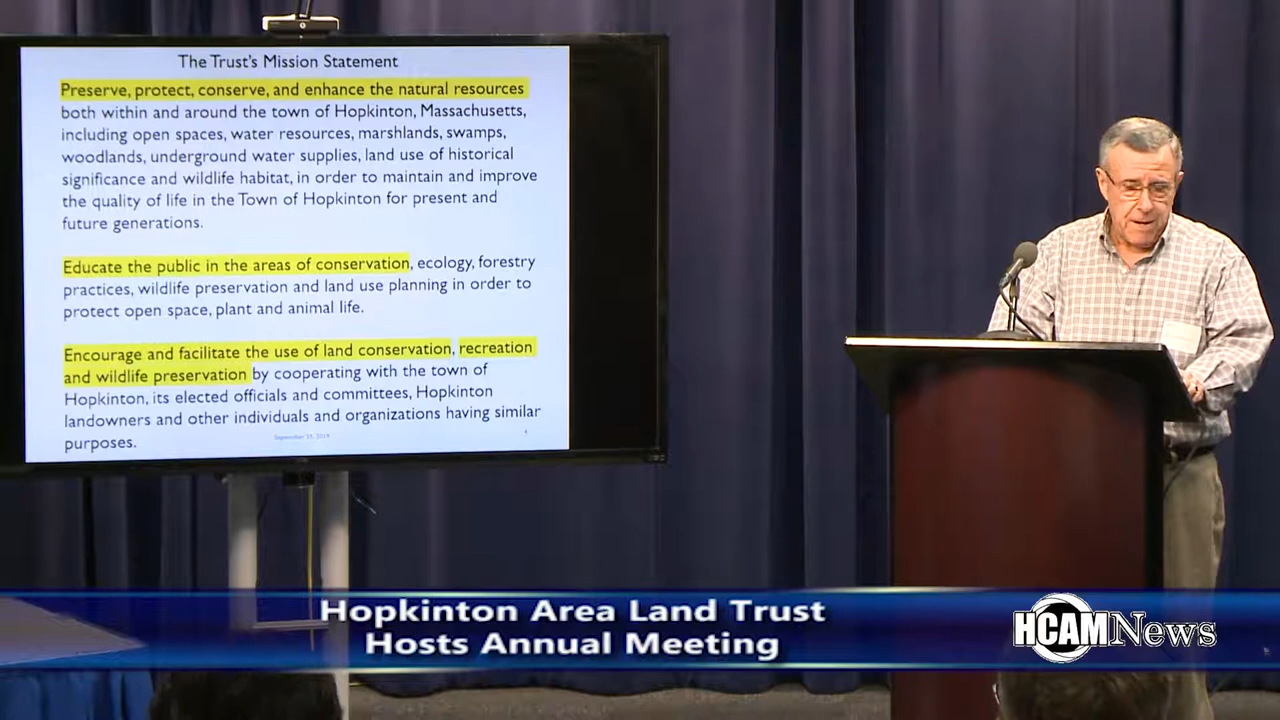 The Trust's Mission Statement
Preserve, protect, conserve, and enhance the natural resources
both within and around the town of Hopkinton, Massachusetts,
including open spaces, water resources, marshlands, swamps,
woodlands, underground water supplies, land use of historical
significance and wildlife habitat, in order to maintain and improve
the quality of life in the Town of Hopkinton for present and
future generations.
Educate the public in the areas of conservation, ecology, forestry
practices, wildlife preservation and land use planning in order to
protect open space, plant and animal life.
Encourage and facilitate the use of land conservation, recreation
and wildlife preservation by cooperating with the town of
Hopkinton, its elected officials and committees, Hopkinton
landowners and other individuals and organizations having similar
purposes.
Hopkinton Area Land Trust
Hosts Annual Meeting
HCAMNews